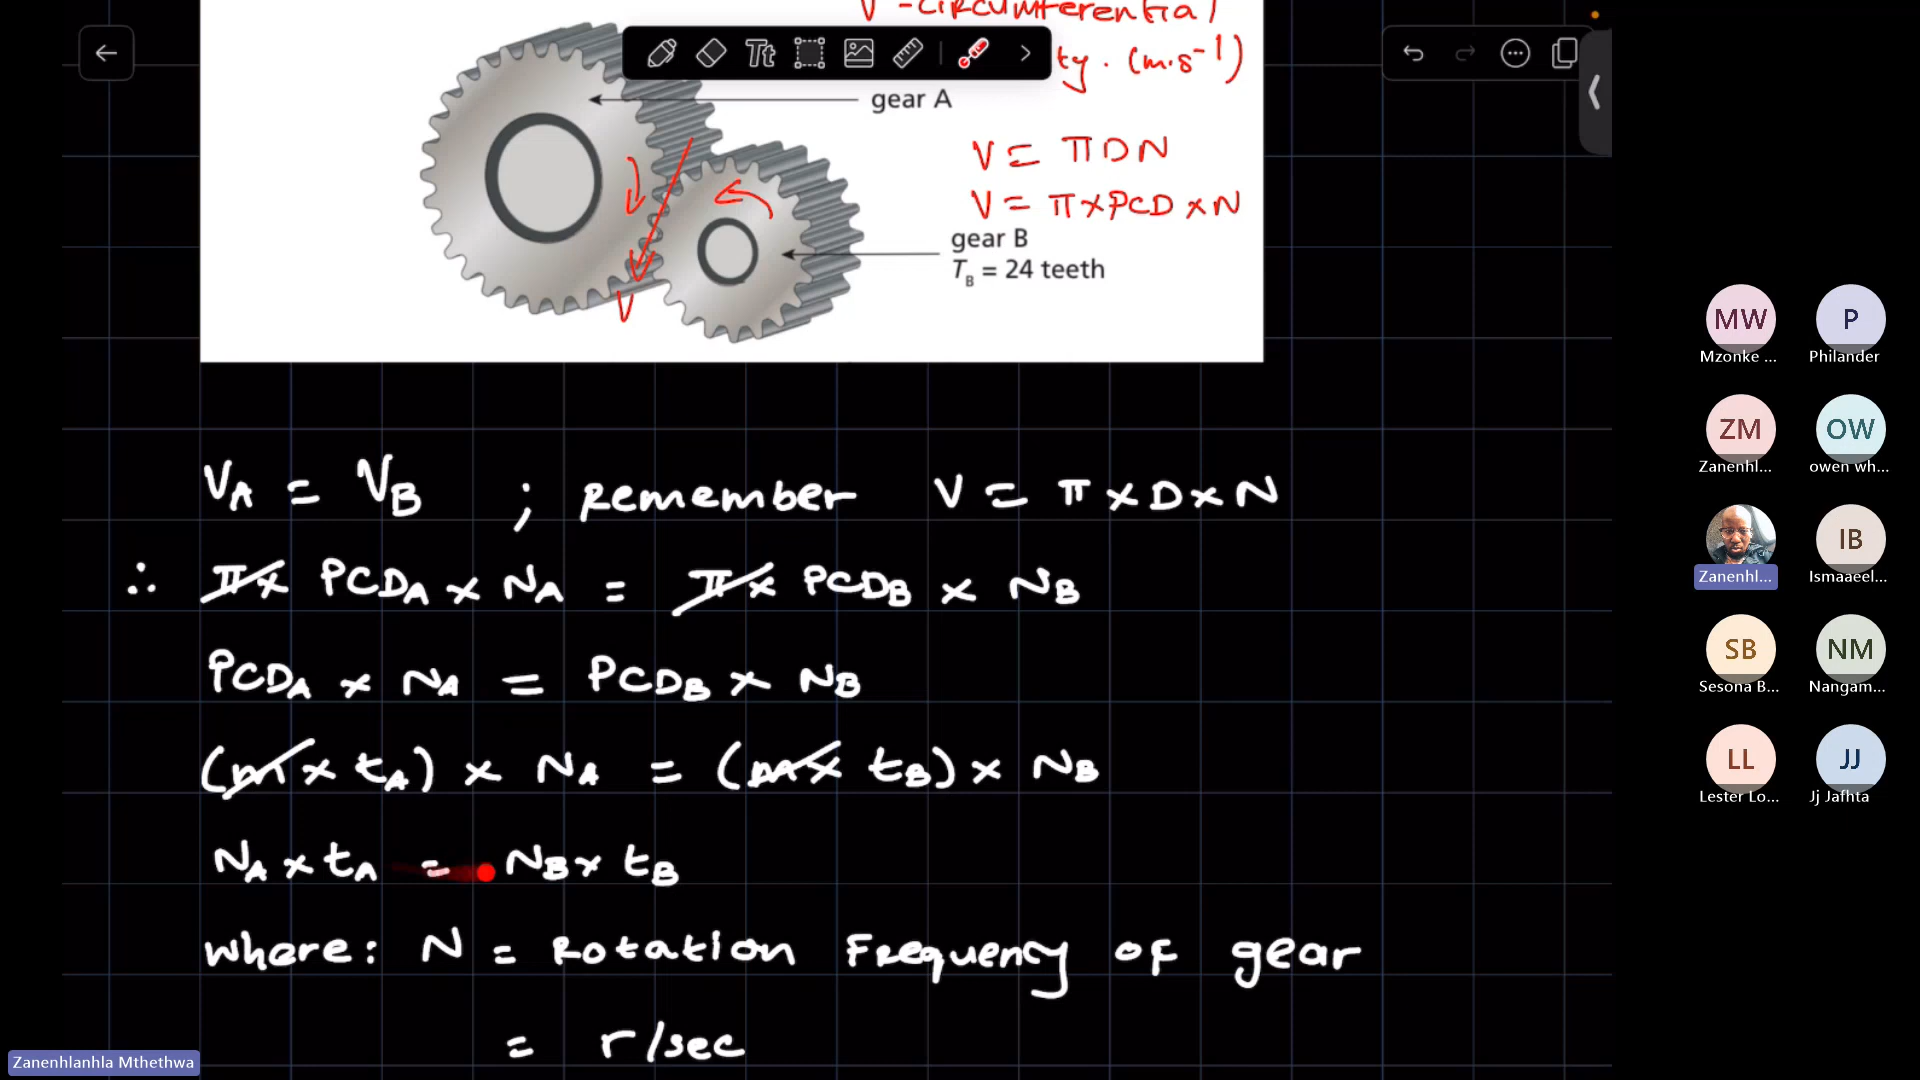 V -circumferential
ty. (m.s⁻¹)
gear A
V = πDN
V = π×PCD×N
gear B
T_B = 24 teeth
V
V_A = V_B ; Remember V = π × D × N
∴ π× PCD_A × N_A = π× PCD_B × N_B
PCD_A × N_A = PCD_B × N_B
(m × t_A) × N_A = (m× t_B) × N_B
N_A × t_A = N_B × t_B
where: N = Rotation Frequency of gear
= r/sec
Tt
MW
Mzonke ...
P
Philander
ZM
Zanenhl...
OW
owen wh...
Zanenhl...
IB
Ismaaeel...
SB
Sesona B...
NM
Nangam...
LL
Lester Lo...
JJ
Jj Jafhta
Zanenhlanhla Mthethwa